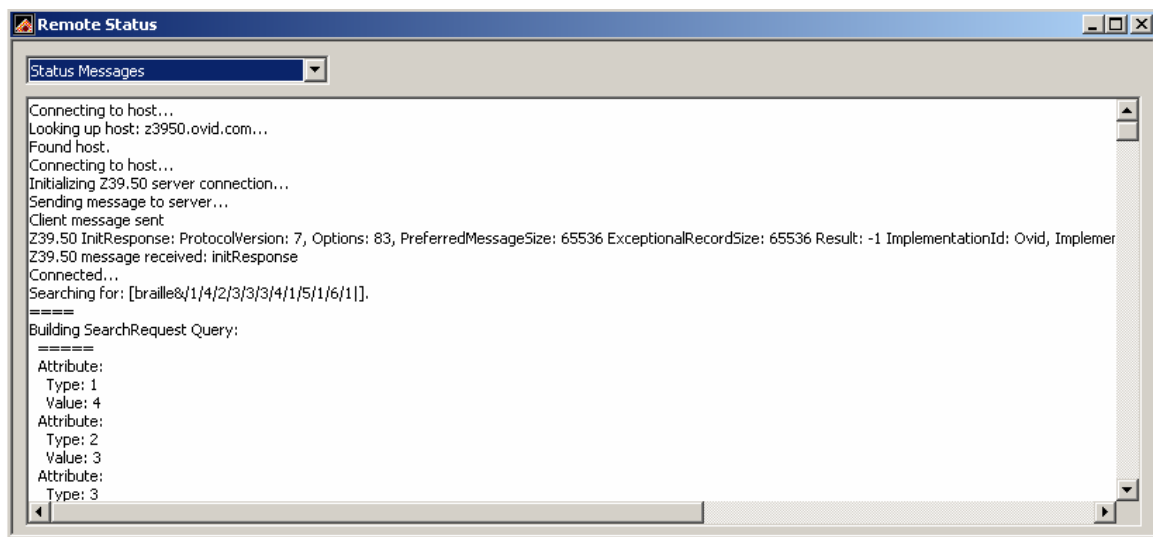 Remote Status
Status Messages
Connecting to host...
Looking up host: z3950.ovid.com...
Found host.
Connecting to host...
Initializing Z39.50 server connection...
Sending message to server...
Client message sent
Z39.50 InitResponse: ProtocolVersion: 7, Options: 83, PreferredMessageSize: 65536 ExceptionalRecordSize: 65536 Result: -1 ImplementationId: Ovid, Implemer
Z39.50 message received: initResponse
Connected...
Searching for: [braille&/1/4/2/3/3/3/4/1/5/1/6/1|].
====
Building SearchRequest Query:
=====
Attribute:
Type: 1
Value: 4
Attribute:
Type: 2
Value: 3
Attribute:
Type: 3